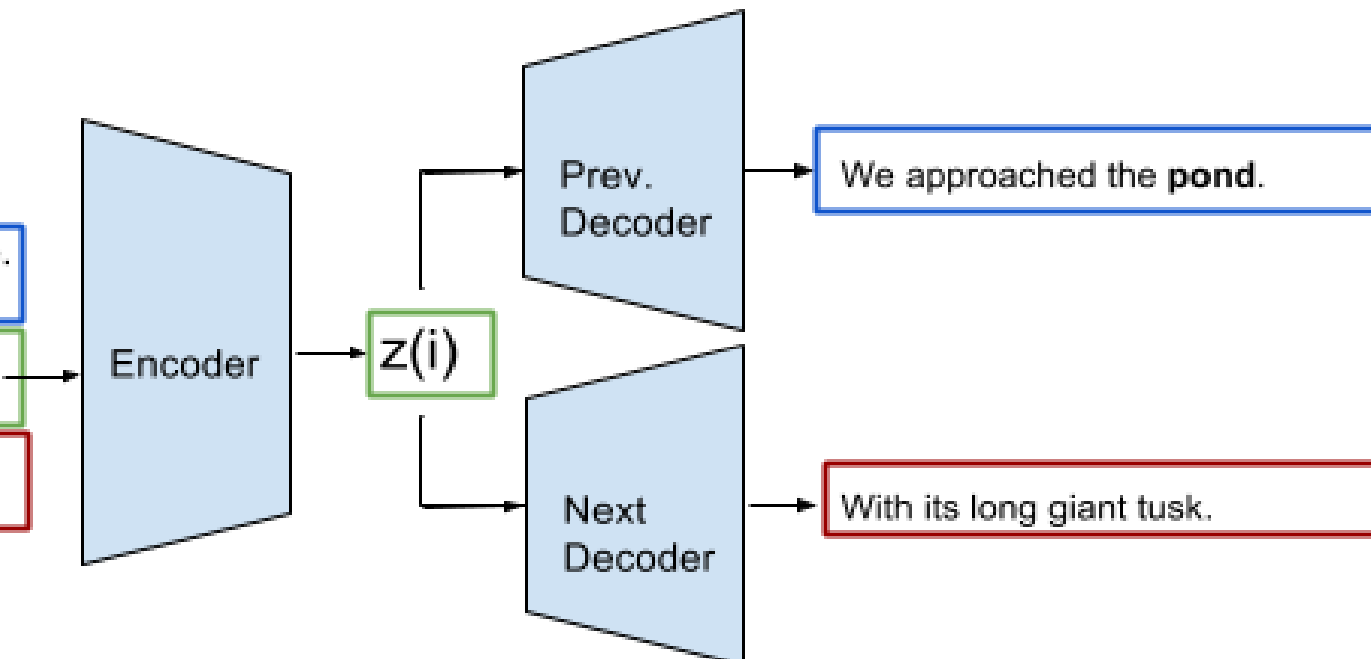 .
Encoder
z(i)
Prev.
Decoder
We approached the pond.
Next
Decoder
With its long giant tusk.